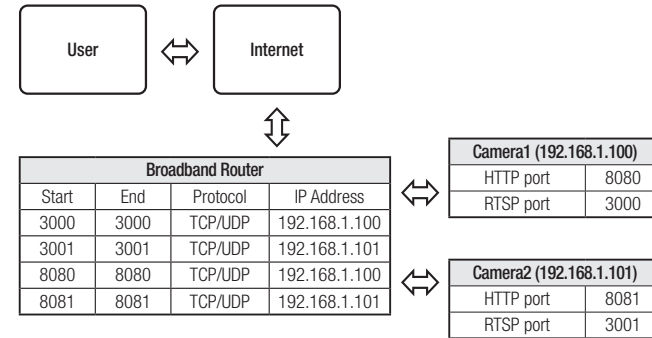 User
Internet
Broadband Router
Start End Protocol IP Address
3000 3000 TCP/UDP 192.168.1.100
3001 3001 TCP/UDP 192.168.1.101
8080 8080 TCP/UDP 192.168.1.100
8081 8081 TCP/UDP 192.168.1.101
Camera1 (192.168.1.100)
HTTP port 8080
RTSP port 3000
Camera2 (192.168.1.101)
HTTP port 8081
RTSP port 3001